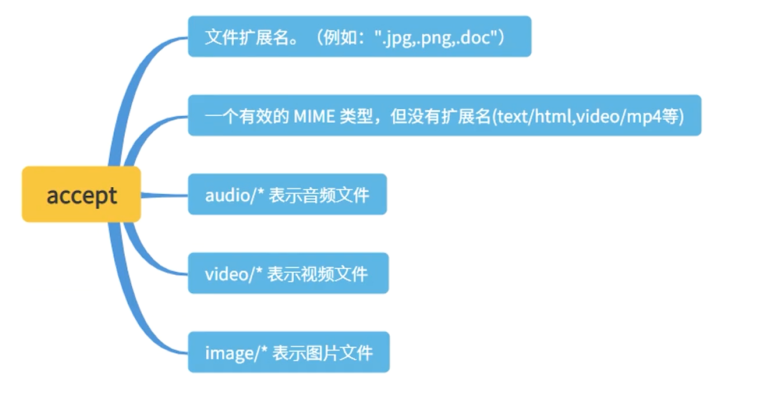 文件扩展名。（例如：".jpg,.png,.doc"）
一个有效的 MIME 类型，但没有扩展名(text/html,video/mp4等)
accept
audio/* 表示音频文件
video/* 表示视频文件
image/* 表示图片文件